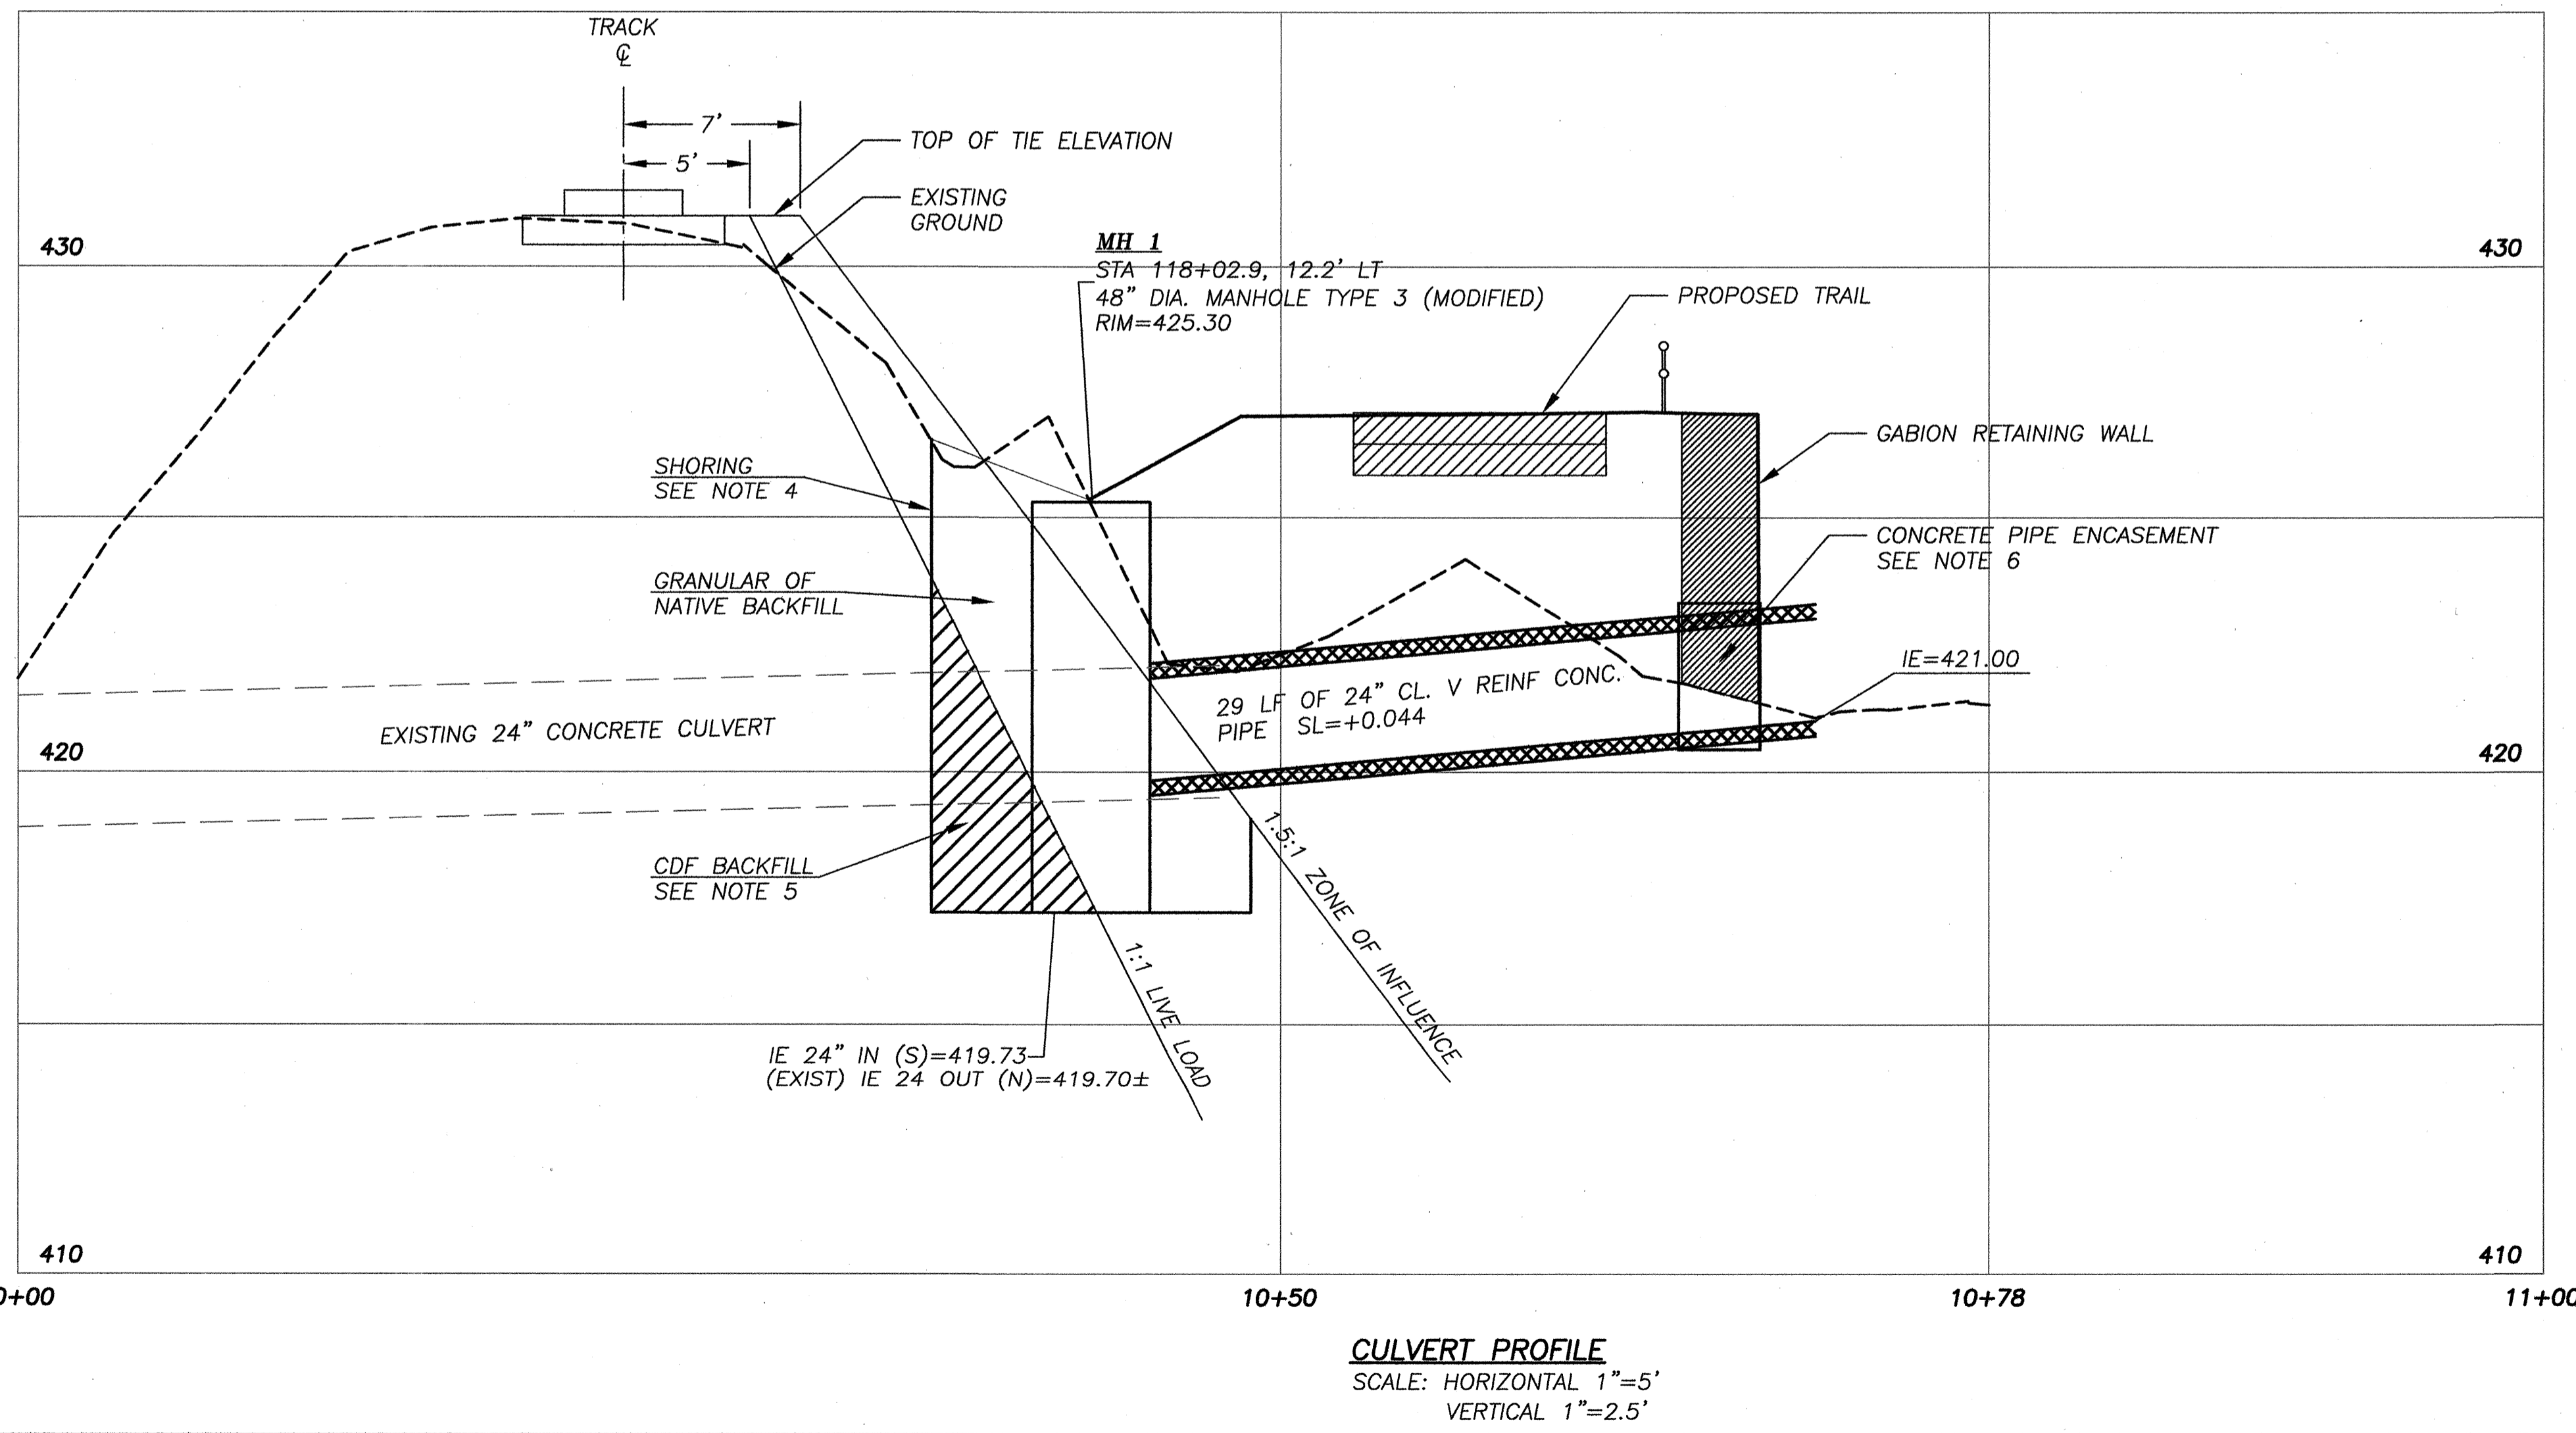 TRACK
℄
7'
5'
TOP OF TIE ELEVATION
EXISTING
GROUND
430
430
MH 1
STA 118+02.9, 12.2' LT
48" DIA. MANHOLE TYPE 3 (MODIFIED)
RIM=425.30
PROPOSED TRAIL
GABION RETAINING WALL
SHORING
SEE NOTE 4
CONCRETE PIPE ENCASEMENT
SEE NOTE 6
GRANULAR OF
NATIVE BACKFILL
IE=421.00
29 LF OF 24" CL. V REINF CONC.
PIPE SL=+0.044
EXISTING 24" CONCRETE CULVERT
420
420
CDF BACKFILL
SEE NOTE 5
1.5:1 ZONE OF INFLUENCE
1:1 LIVE LOAD
IE 24" IN (S)=419.73
(EXIST) IE 24 OUT (N)=419.70±
410
410
0+00
10+50
10+78
11+00
CULVERT PROFILE
SCALE: HORIZONTAL 1"=5'
VERTICAL 1"=2.5'